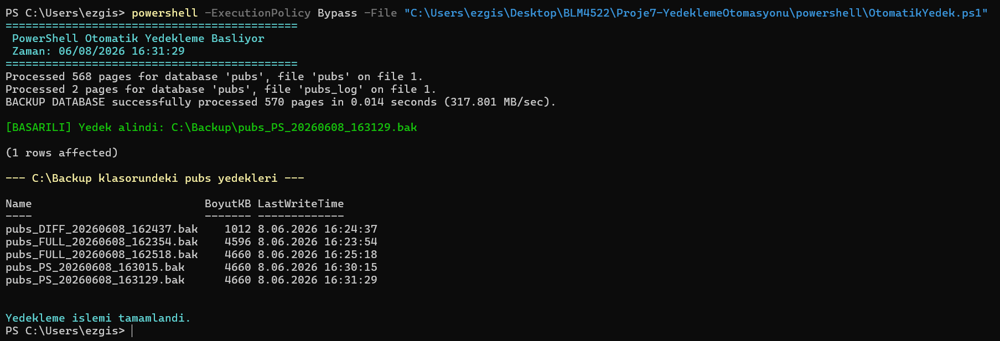 PS C:\Users\ezgis> powershell -ExecutionPolicy Bypass -File "C:\Users\ezgis\Desktop\BLM4522\Proje7-YedeklemeOtomasyonu\powershell\OtomatikYedek.ps1"
============================================
 PowerShell Otomatik Yedekleme Basliyor
 Zaman: 06/08/2026 16:31:29
============================================
Processed 568 pages for database 'pubs', file 'pubs' on file 1.
Processed 2 pages for database 'pubs', file 'pubs_log' on file 1.
BACKUP DATABASE successfully processed 570 pages in 0.014 seconds (317.801 MB/sec).

[BASARILI] Yedek alindi: C:\Backup\pubs_PS_20260608_163129.bak

(1 rows affected)

--- C:\Backup klasorundeki pubs yedekleri ---

Name                          BoyutKB LastWriteTime
----                          ------- -------------
pubs_DIFF_20260608_162437.bak    1012 8.06.2026 16:24:37
pubs_FULL_20260608_162354.bak    4596 8.06.2026 16:23:54
pubs_FULL_20260608_162518.bak    4660 8.06.2026 16:25:18
pubs_PS_20260608_163015.bak      4660 8.06.2026 16:30:15
pubs_PS_20260608_163129.bak      4660 8.06.2026 16:31:29

Yedekleme islemi tamamlandi.
PS C:\Users\ezgis>